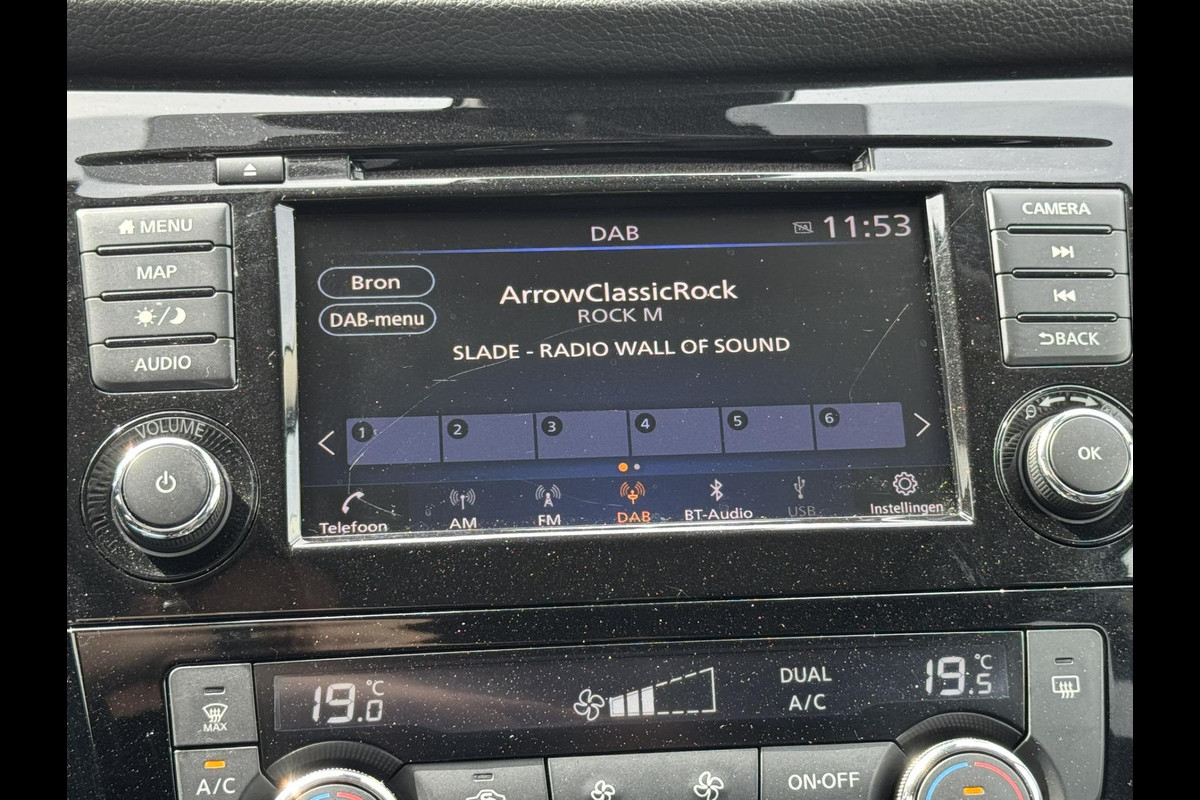 MENU
MAP
AUDIO
VOLUME
DAB
11:53
Bron
DAB-menu
ArrowClassicRock
ROCK M
SLADE - RADIO WALL OF SOUND
1 2 3 4 5 6
Telefoon AM FM DAB BT-Audio USB Instellingen
CAMERA
BACK
OK
MAX
19.0 °C
DUAL
A/C
19.5 °C
A/C
ON·OFF